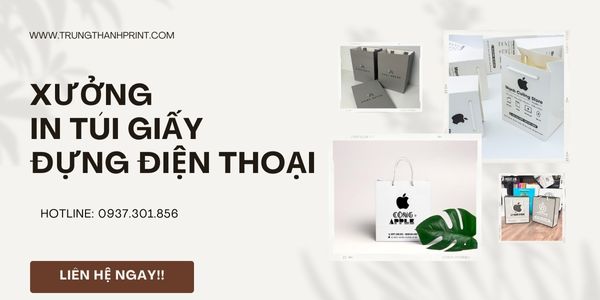 WWW.TRUNGTHANHPRINT.COM
XƯỞNG
IN TÚI GIẤY
ĐỰNG ĐIỆN THOẠI
HOTLINE: 0937.301.856
LIÊN HỆ NGAY!!
CÔNG
APPLE